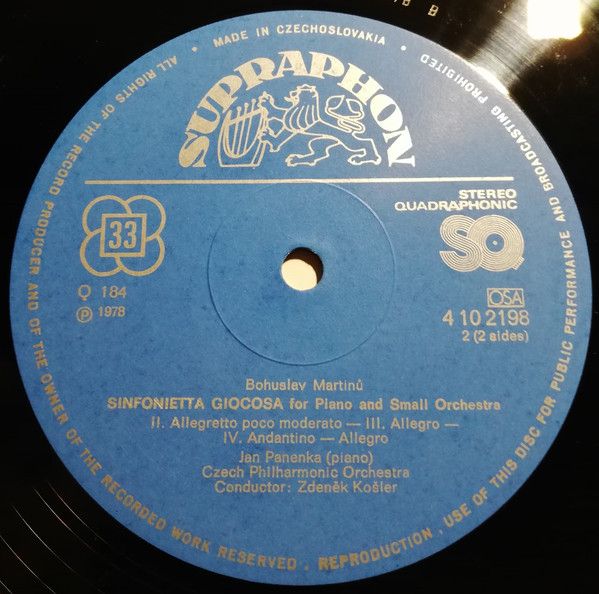 B B
MADE IN CZECHOSLOVAKIA • ALL RIGHTS OF THE RECORD PRODUCER AND OF THE OWNER OF THE RECORDED WORK RESERVED . REPRODUCTION , USE OF THIS DISC FOR PUBLIC PERFORMANCE AND BROADCASTING PROHIBITED •
SUPRAPHON
33
STEREO
QUADRAPHONIC
SQ
Q 184
Ⓟ 1978
OSA
4 10 2198
2 (2 sides)
Bohuslav Martinů
SINFONIETTA GIOCOSA for Piano and Small Orchestra
II. Allegretto poco moderato — III. Allegro —
IV. Andantino — Allegro
Jan Panenka (piano)
Czech Philharmonic Orchestra
Conductor: Zdeněk Košler